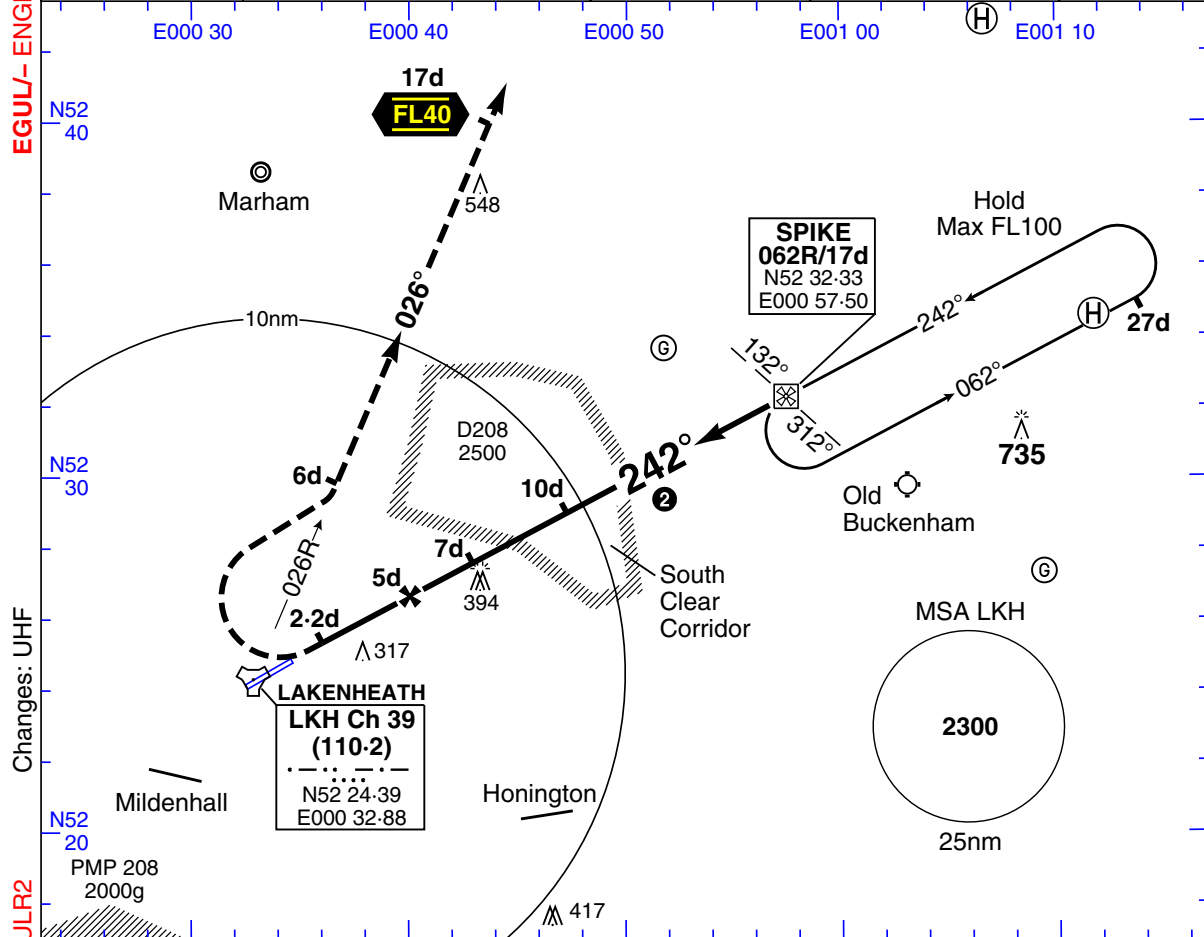 E000 30
E000 40
E000 50
E001 00
E001 10
H
EGUL/– ENG
17d
FL40
N52
40
Marham
548
Hold
Max FL100
SPIKE
062R/17d
N52 32·33
E000 57·50
026°
10nm
242°
H
27d
G
132°
062°
312°
D208
2500
242°
2
735
N52
30
6d
10d
Old
Buckenham
026R
7d
5d
394
South
Clear
Corridor
G
2·2d
317
MSA LKH
2300
25nm
Changes: UHF
LAKENHEATH
LKH Ch 39
(110·2)
N52 24·39
E000 32·88
Mildenhall
Honington
N52
20
PMP 208
2000g
417
JLR2